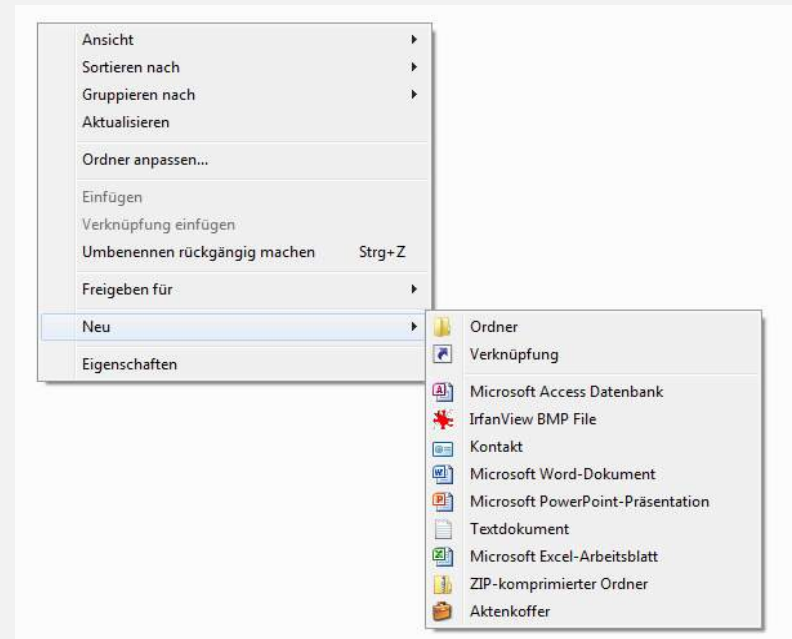 Ansicht
Sortieren nach
Gruppieren nach
Aktualisieren
Ordner anpassen...
Einfügen
Verknüpfung einfügen
Umbenennen rückgängig machen Strg+Z
Freigeben für
Neu
Eigenschaften
Ordner
Verknüpfung
Microsoft Access Datenbank
IrfanView BMP File
Kontakt
Microsoft Word-Dokument
Microsoft PowerPoint-Präsentation
Textdokument
Microsoft Excel-Arbeitsblatt
ZIP-komprimierter Ordner
Aktenkoffer